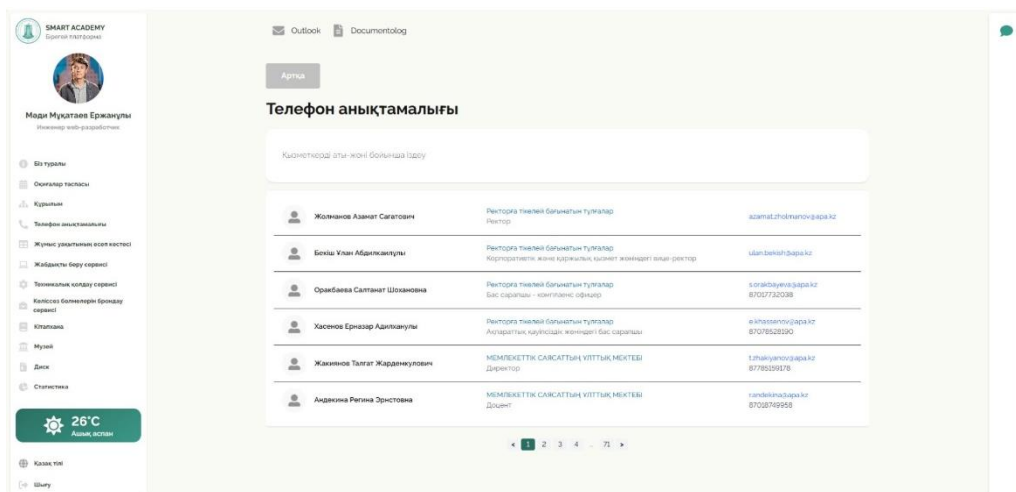 SMART ACADEMY
Бірегей платформа
Мади Мұкатаев Ержанұлы
Инженер web-разработчик
Біз туралы
Оқиғалар таспасы
Құрылым
Телефон анықтамалығы
Жұмыс уақытының есеп кестесі
Жабдықты беру сервисі
Техникалық қолдау сервисі
Келіссөз бөлмелерін брондау
сервисі
Кітапхана
Музей
Диск
Статистика
26°C
Ашық аспан
Қазақ тілі
Шығу
Outlook Documentolog
Артқа
Телефон анықтамалығы
Қызметкерді аты-жөні бойынша іздеу
Жолманов Азамат Сагатович
Ректорға тікелей бағынатын тұлғалар
Ректор
azamat.zholmanov@apa.kz
Бекіш Ұлан Абдилкаилұлы
Ректорға тікелей бағынатын тұлғалар
Корпоративтік және қаржылық қызмет жөніндегі вице-ректор
ulan.bekish@apa.kz
Оракбаева Салтанат Шохановна
Ректорға тікелей бағынатын тұлғалар
Бас сарапшы - комплаенс офицер
s.orakbayeva@apa.kz
87017732038
Хасенов Ерназар Адилханұлы
Ректорға тікелей бағынатын тұлғалар
Ақпараттық қауіпсіздік жөніндегі бас сарапшы
e.khassenov@apa.kz
87078528190
Жакиянов Талгат Жарденкулович
МЕМЛЕКЕТТІК САЯСАТТЫҢ ҰЛТТЫҚ МЕКТЕБІ
Директор
t.zhakiyanov@apa.kz
87785159178
Андекина Регина Эрнстовна
МЕМЛЕКЕТТІК САЯСАТТЫҢ ҰЛТТЫҚ МЕКТЕБІ
Доцент
r.andekina@apa.kz
87018749958
« 1 2 3 4 ... 71 »